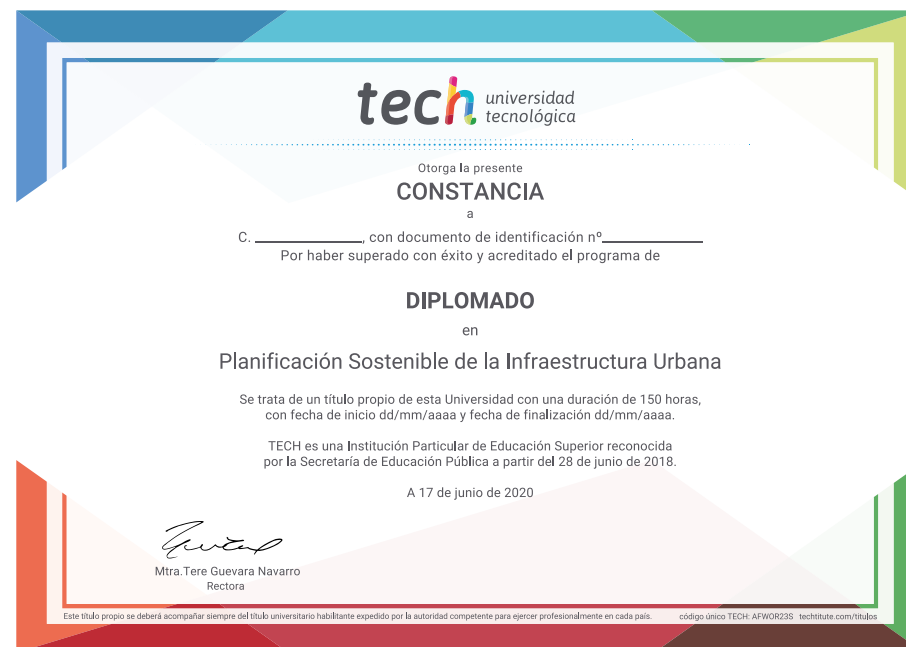 tech universidad
tecnológica
Otorga la presente
CONSTANCIA
a
C. ____________, con documento de identificación nº____________
Por haber superado con éxito y acreditado el programa de
DIPLOMADO
en
Planificación Sostenible de la Infraestructura Urbana
Se trata de un título propio de esta Universidad con una duración de 150 horas,
con fecha de inicio dd/mm/aaaa y fecha de finalización dd/mm/aaaa.
TECH es una Institución Particular de Educación Superior reconocida
por la Secretaría de Educación Pública a partir del 28 de junio de 2018.
A 17 de junio de 2020
Mtra.Tere Guevara Navarro
Rectora
Este título propio se deberá acompañar siempre del título universitario habilitante expedido por la autoridad competente para ejercer profesionalmente en cada país.
código único TECH: AFWOR23S techtitute.com/titulos